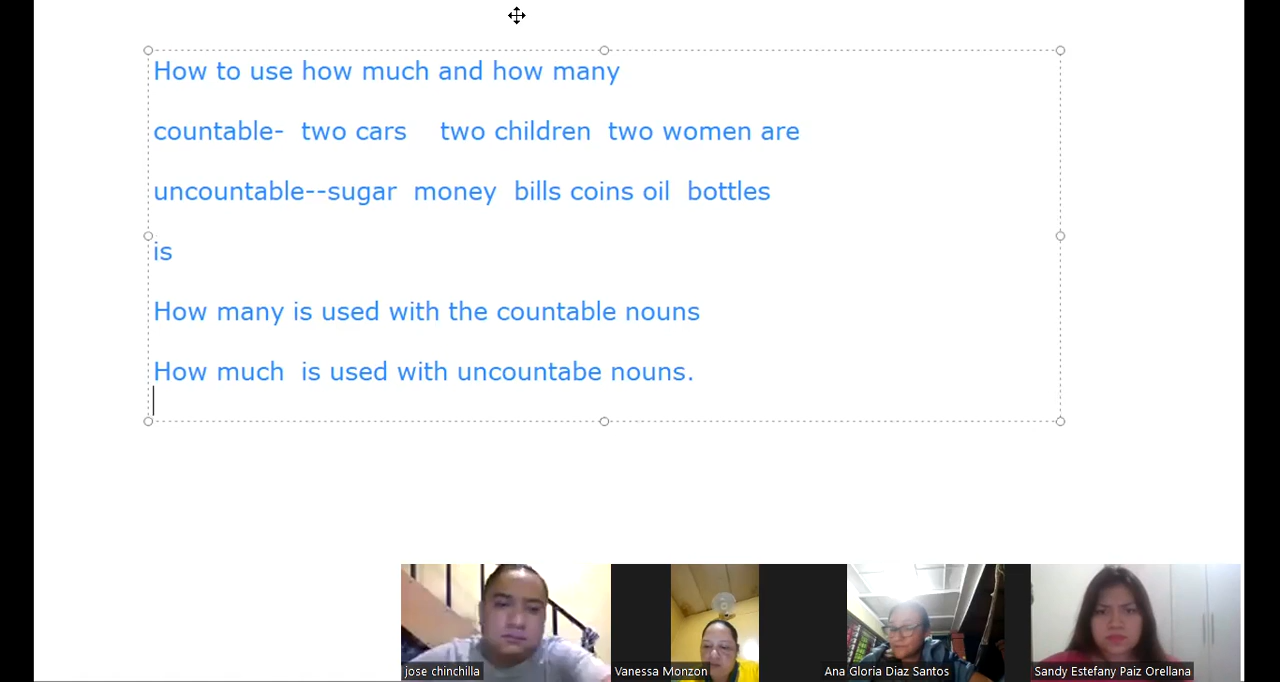 How to use how much and how many
countable-  two cars    two children  two women are
uncountable--sugar  money  bills coins oil  bottles
is
How many is used with the countable nouns
How much  is used with uncountabe nouns.
jose chinchilla
Vanessa Monzon
Ana Gloria Diaz Santos
Sandy Estefany Paiz Orellana